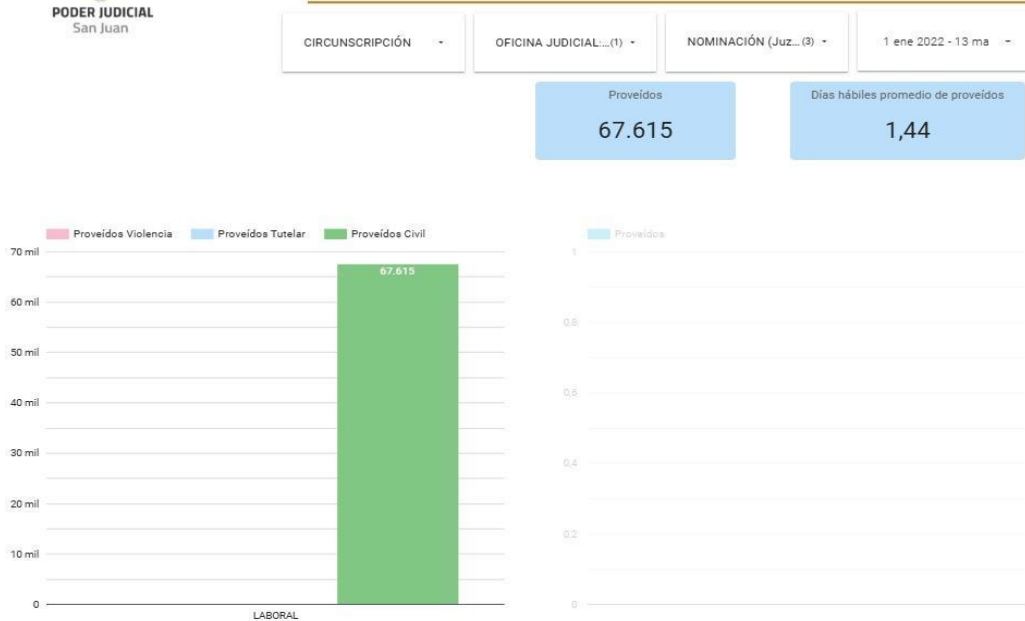 PODER JUDICIAL
San Juan
CIRCUNSCRIPCIÓN
OFICINA JUDICIAL:...(1)
NOMINACIÓN (Juz... (3)
1 ene 2022 - 13 ma
Proveídos
67.615
Días hábiles promedio de proveídos
1,44
Proveídos Violencia
Proveídos Tutelar
Proveídos Civil
70 mil
60 mil
50 mil
40 mil
30 mil
20 mil
10 mil
0
67.615
LABORAL
Proveídos
1
0,8
0,6
0,4
0,2
0